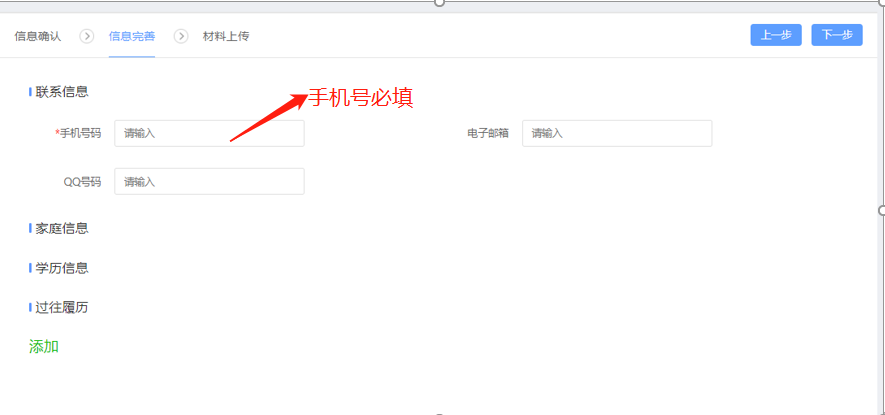 信息确认 信息完善 材料上传 上一步 下一步
联系信息
手机号必填
*手机号码 请输入 电子邮箱 请输入
QQ号码 请输入
家庭信息
学历信息
过往履历
添加